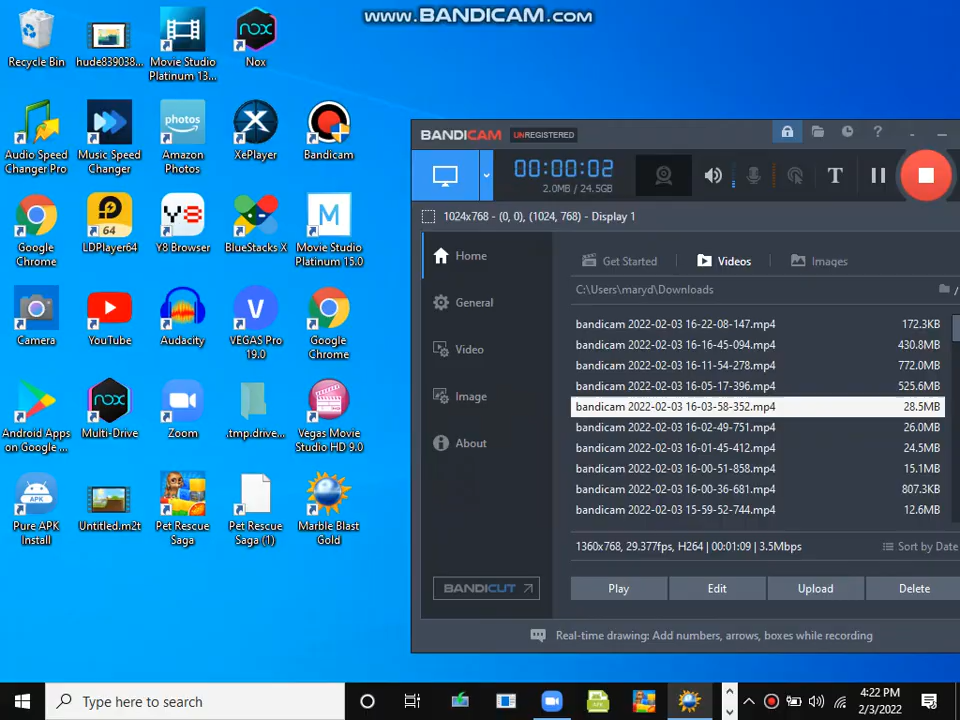 www.BANDICAM.com
Recycle Bin
hude839038...
Movie Studio
Platinum 13...
nox
Nox
Audio Speed
Changer Pro
Music Speed
Changer
photos
Amazon
Photos
XePlayer
Bandicam
Google
Chrome
64
LDPlayer64
Y8
Y8 Browser
BlueStacks X
M
Movie Studio
Platinum 15.0
Camera
YouTube
Audacity
V
VEGAS Pro
19.0
Google
Chrome
Android Apps
on Google ...
nox
Multi-Drive
Zoom
.tmp.drive...
Vegas Movie
Studio HD 9.0
APK
Pure APK
Install
Untitled.m2t
Pet Rescue
Saga
Pet Rescue
Saga (1)
Marble Blast
Gold
BANDICAM UNREGISTERED
?
00:00:02
2.0MB / 24.5GB
T
1024x768 - (0, 0), (1024, 768) - Display 1
Home
General
Video
Image
About
BANDICUT
Get Started
Videos
Images
C:\Users\maryd\Downloads
/
bandicam 2022-02-03 16-22-08-147.mp4 172.3KB
bandicam 2022-02-03 16-16-45-094.mp4 430.8MB
bandicam 2022-02-03 16-11-54-278.mp4 772.0MB
bandicam 2022-02-03 16-05-17-396.mp4 525.6MB
bandicam 2022-02-03 16-03-58-352.mp4 28.5MB
bandicam 2022-02-03 16-02-49-751.mp4 26.0MB
bandicam 2022-02-03 16-01-45-412.mp4 24.5MB
bandicam 2022-02-03 16-00-51-858.mp4 15.1MB
bandicam 2022-02-03 16-00-36-681.mp4 807.3KB
bandicam 2022-02-03 15-59-52-744.mp4 12.6MB
1360x768, 29.377fps, H264 | 00:01:09 | 3.5Mbps
Sort by Date
Play
Edit
Upload
Delete
Real-time drawing: Add numbers, arrows, boxes while recording
Type here to search
4:22 PM
2/3/2022